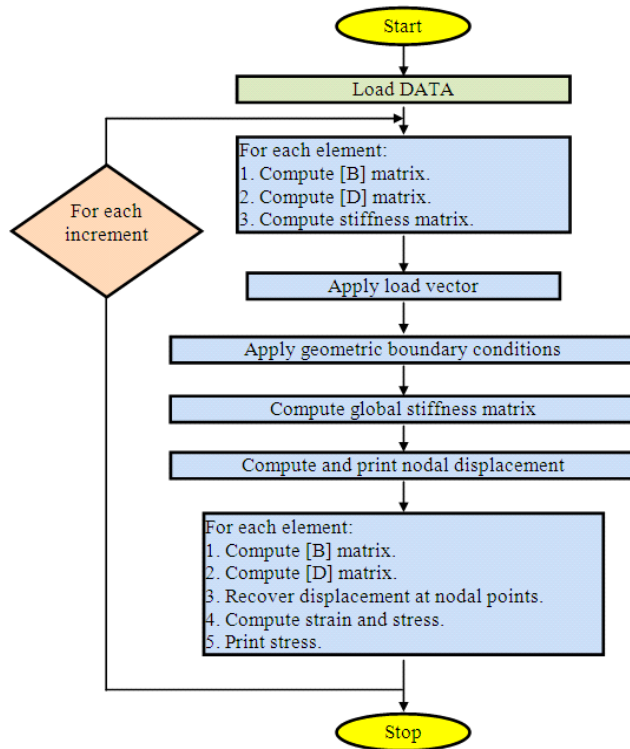 Start
Load DATA
For each element:
1. Compute [B] matrix.
2. Compute [D] matrix.
3. Compute stiffness matrix.
For each
increment
Apply load vector
Apply geometric boundary conditions
Compute global stiffness matrix
Compute and print nodal displacement
For each element:
1. Compute [B] matrix.
2. Compute [D] matrix.
3. Recover displacement at nodal points.
4. Compute strain and stress.
5. Print stress.
Stop